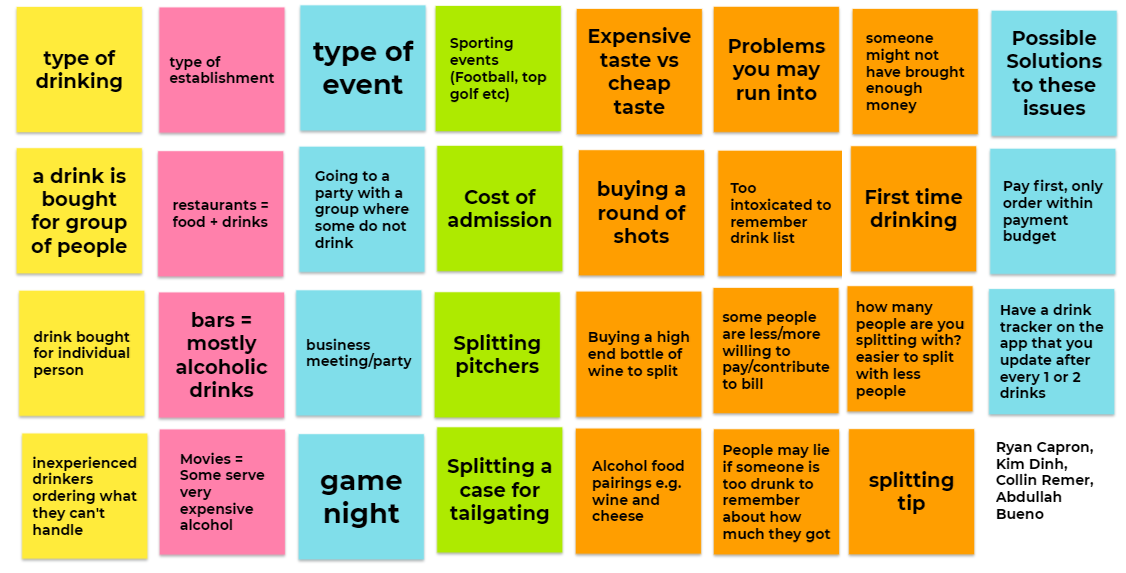 type of
drinking
type of
establishment
type of
event
Sporting
events
(Football, top
golf etc)
Expensive
taste vs
cheap
taste
Problems
you may
run into
someone
might not
have brought
enough
money
Possible
Solutions
to these
issues
a drink is
bought
for group
of people
restaurants =
food + drinks
Going to a
party with a
group where
some do not
drink
Cost of
admission
buying a
round of
shots
Too
intoxicated to
remember
drink list
First time
drinking
Pay first, only
order within
payment
budget
drink bought
for individual
person
bars =
mostly
alcoholic
drinks
business
meeting/party
Splitting
pitchers
Buying a high
end bottle of
wine to split
some people
are less/more
willing to
pay/contribute
to bill
how many
people are you
splitting with?
easier to split
with less
people
Have a drink
tracker on the
app that you
update after
every 1 or 2
drinks
inexperienced
drinkers
ordering what
they can't
handle
Movies =
Some serve
very
expensive
alcohol
game
night
Splitting a
case for
tailgating
Alcohol food
pairings e.g.
wine and
cheese
People may lie
if someone is
too drunk to
remember
about how
much they got
splitting
tip
Ryan Capron,
Kim Dinh,
Collin Remer,
Abdullah
Bueno